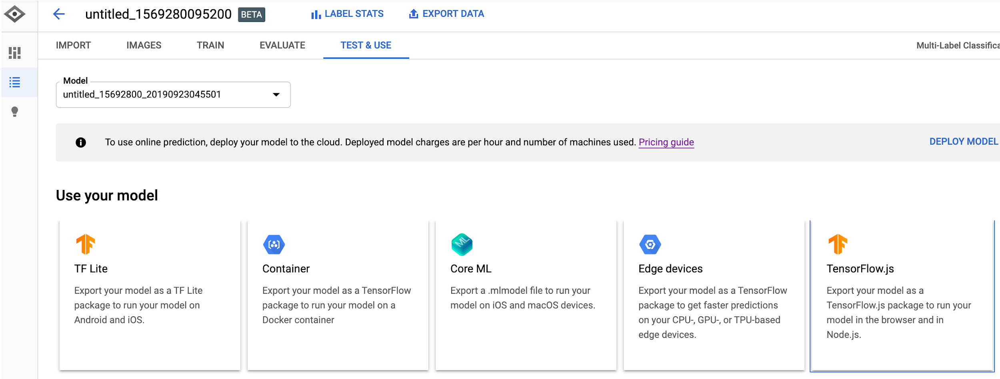 untitled_1569280095200 BETA LABEL STATS EXPORT DATA
IMPORT IMAGES TRAIN EVALUATE TEST & USE Multi-Label Classifica
Model
untitled_15692800_20190923045501
To use online prediction, deploy your model to the cloud. Deployed model charges are per hour and number of machines used. Pricing guide DEPLOY MODEL
Use your model
TF Lite
Export your model as a TF Lite
package to run your model on
Android and iOS.
Container
Export your model as a TensorFlow
package to run your model on a
Docker container
ML
Core ML
Export a .mlmodel file to run your
model on iOS and macOS devices.
Edge devices
Export your model as a TensorFlow
package to get faster predictions
on your CPU-, GPU-, or TPU-based
edge devices.
TensorFlow.js
Export your model as a
TensorFlow.js package to run your
model in the browser and in
Node.js.